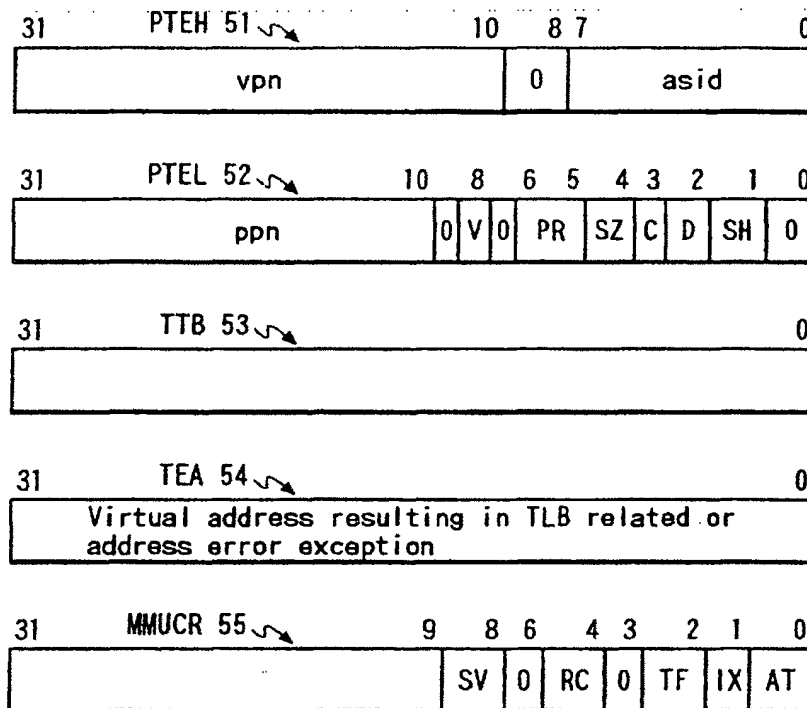 31 PTEH 51 10 8 7 0
vpn 0 asid
31 PTEL 52 10 8 6 5 4 3 2 1 0
ppn 0 V 0 PR SZ C D SH 0
31 TTB 53 0
31 TEA 54 0
Virtual address resulting in TLB related or
address error exception
31 MMUCR 55 9 8 6 4 3 2 1 0
SV 0 RC 0 TF IX AT